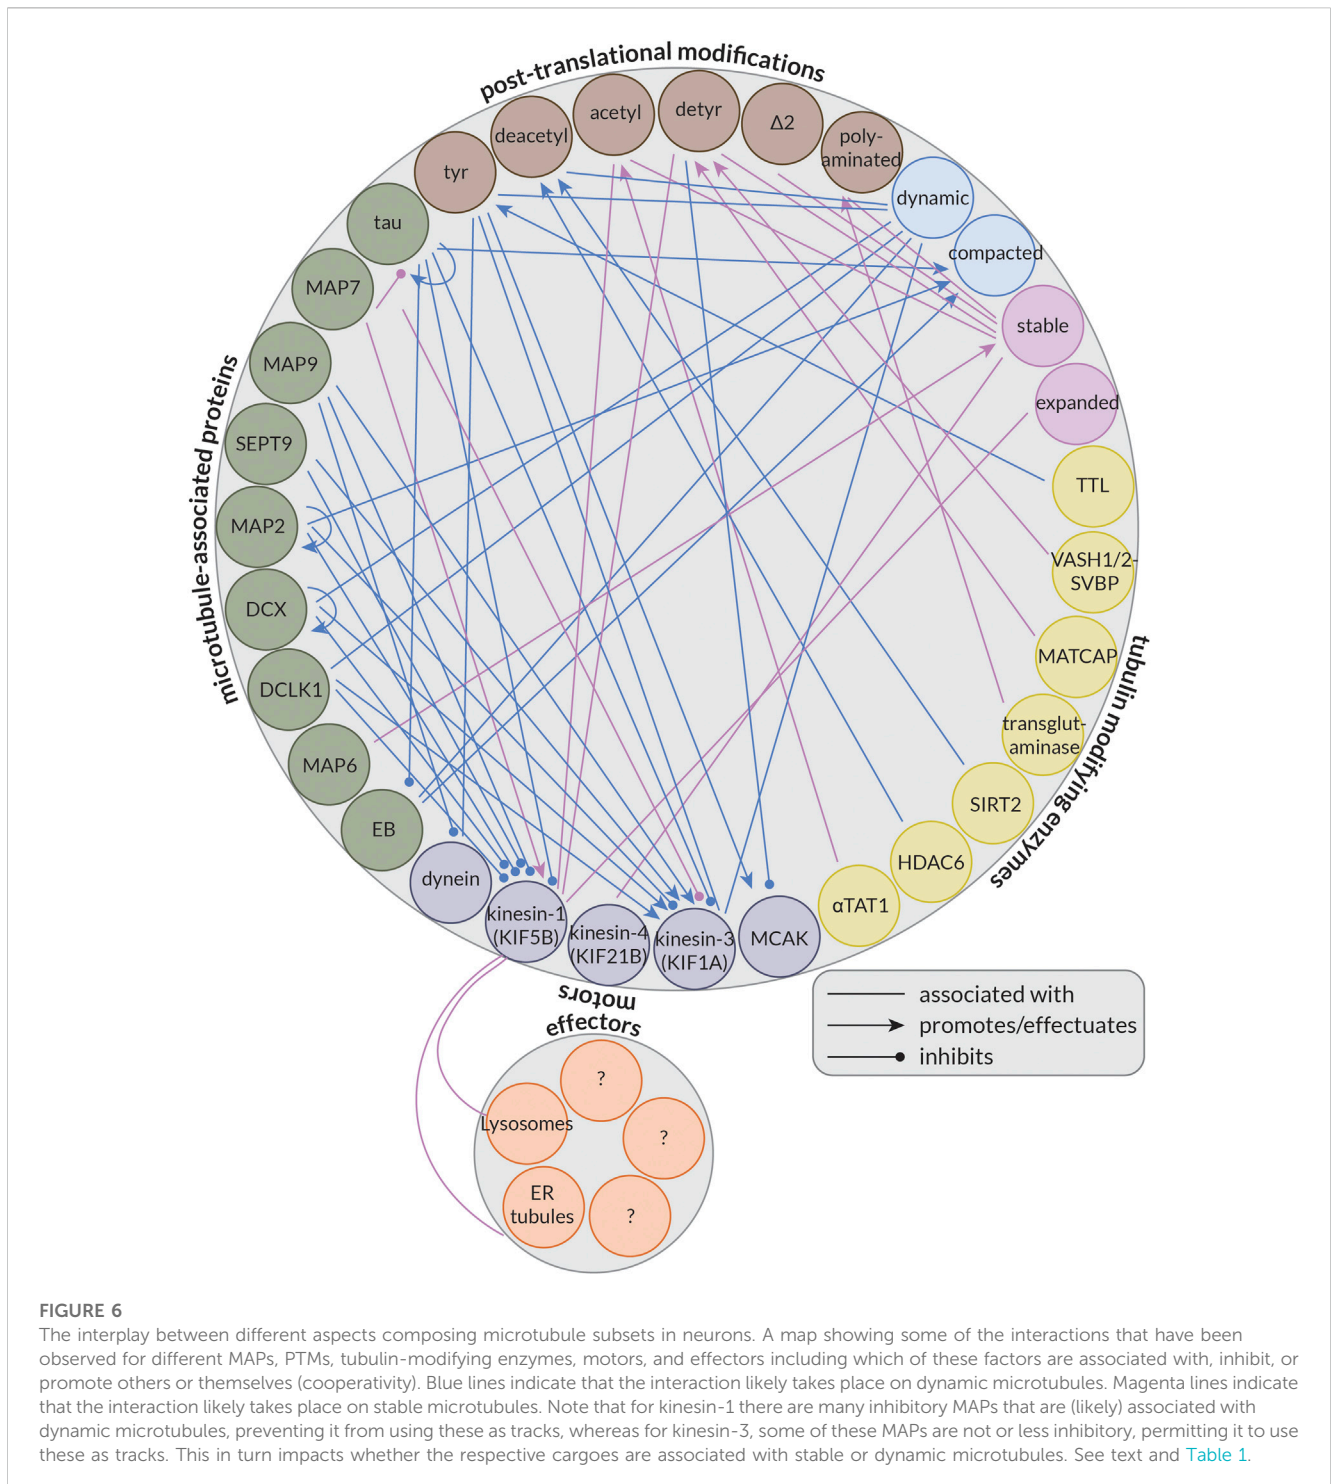 post-translational modifications
acetyl
detyr
Δ2
deacetyl
poly-
aminated
tyr
dynamic
tau
compacted
MAP7
stable
MAP9
expanded
SEPT9
TTL
MAP2
VASH1/2-
SVBP
DCX
MATCAP
DCLK1
transglut-
aminase
MAP6
SIRT2
EB
HDAC6
dynein
αTAT1
kinesin-1
(KIF5B)
kinesin-4
(KIF21B)
kinesin-3
(KIF1A)
MCAK
microtubule-associated proteins
tubulin modifying enzymes
motors
effectors
associated with
promotes/effectuates
inhibits
?
Lysosomes
?
ER
tubules
?
FIGURE 6
The interplay between different aspects composing microtubule subsets in neurons. A map showing some of the interactions that have been
observed for different MAPs, PTMs, tubulin-modifying enzymes, motors, and effectors including which of these factors are associated with, inhibit, or
promote others or themselves (cooperativity). Blue lines indicate that the interaction likely takes place on dynamic microtubules. Magenta lines indicate
that the interaction likely takes place on stable microtubules. Note that for kinesin-1 there are many inhibitory MAPs that are (likely) associated with
dynamic microtubules, preventing it from using these as tracks, whereas for kinesin-3, some of these MAPs are not or less inhibitory, permitting it to use
these as tracks. This in turn impacts whether the respective cargoes are associated with stable or dynamic microtubules. See text and Table 1.